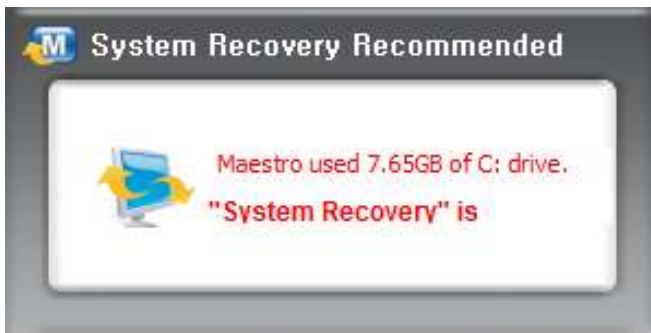 M System Recovery Recommended
Maestro used 7.65GB of C: drive.
"System Recovery" is